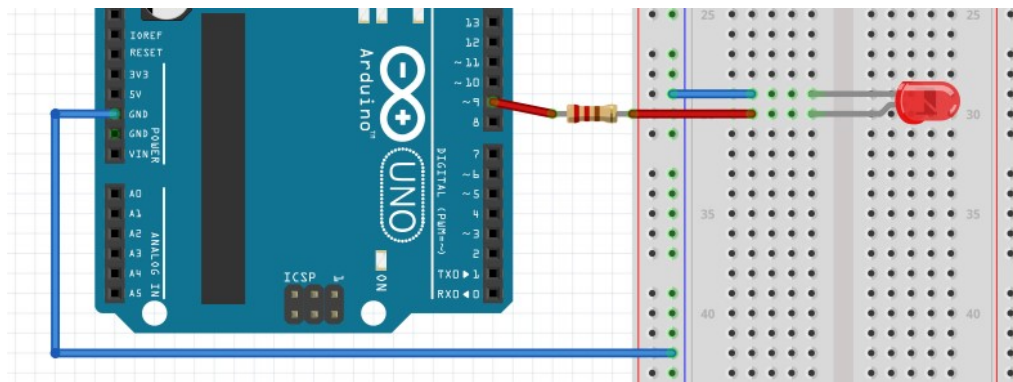 IOREF
RESET
3V3
5V
GND
GND
VIN
POWER
A0
A1
A2
A3
A4
A5
ANALOG IN
Arduino™
UNO
ICSP
1
ON
13
12
~11
~10
~9
8
7
~6
~5
4
~3
2
TX0▶1
RX0◀0
DIGITAL (PWM=~)
25
30
35
40
25
30
35
40